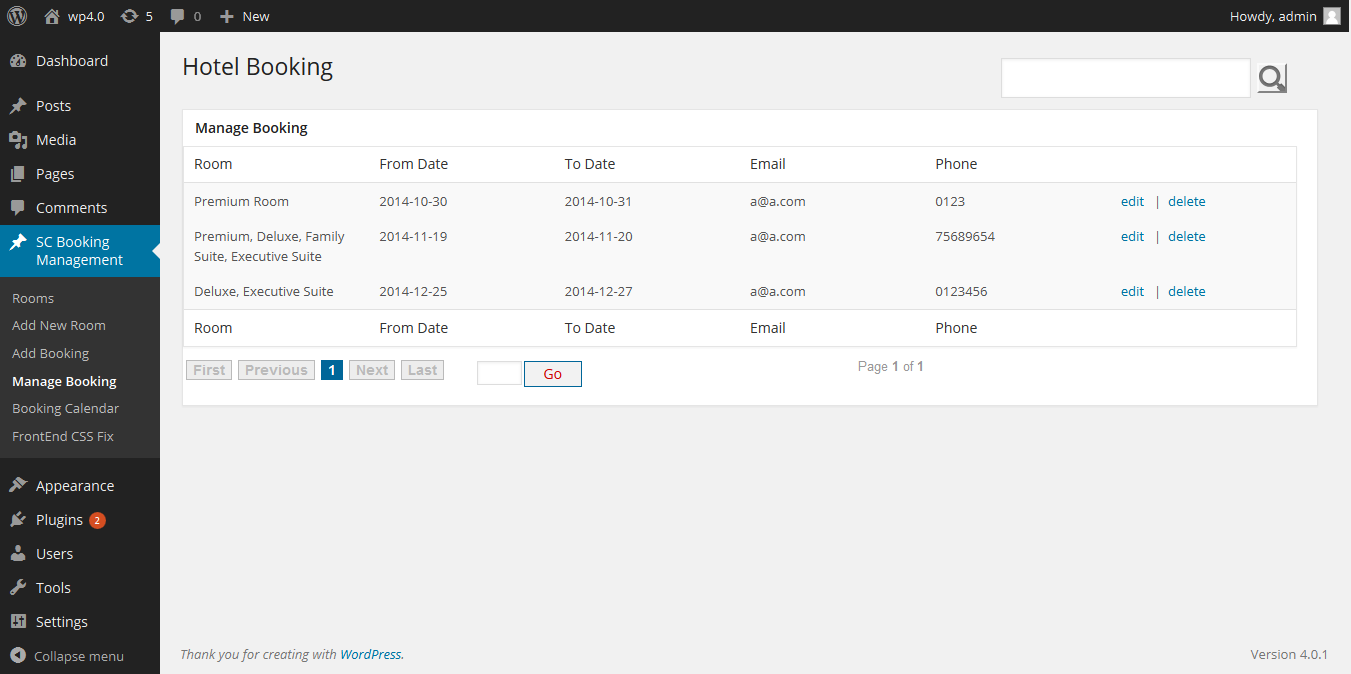 wp4.0 5 0 New Howdy, admin
Dashboard
Posts
Media
Pages
Comments
SC Booking
Management
Rooms
Add New Room
Add Booking
Manage Booking
Booking Calendar
FrontEnd CSS Fix
Appearance
Plugins 2
Users
Tools
Settings
Collapse menu
Hotel Booking
Manage Booking
Room From Date To Date Email Phone
Premium Room 2014-10-30 2014-10-31 a@a.com 0123 edit | delete
Premium, Deluxe, Family 2014-11-19 2014-11-20 a@a.com 75689654 edit | delete
Suite, Executive Suite
Deluxe, Executive Suite 2014-12-25 2014-12-27 a@a.com 0123456 edit | delete
Room From Date To Date Email Phone
First Previous 1 Next Last Go Page 1 of 1
Thank you for creating with WordPress. Version 4.0.1